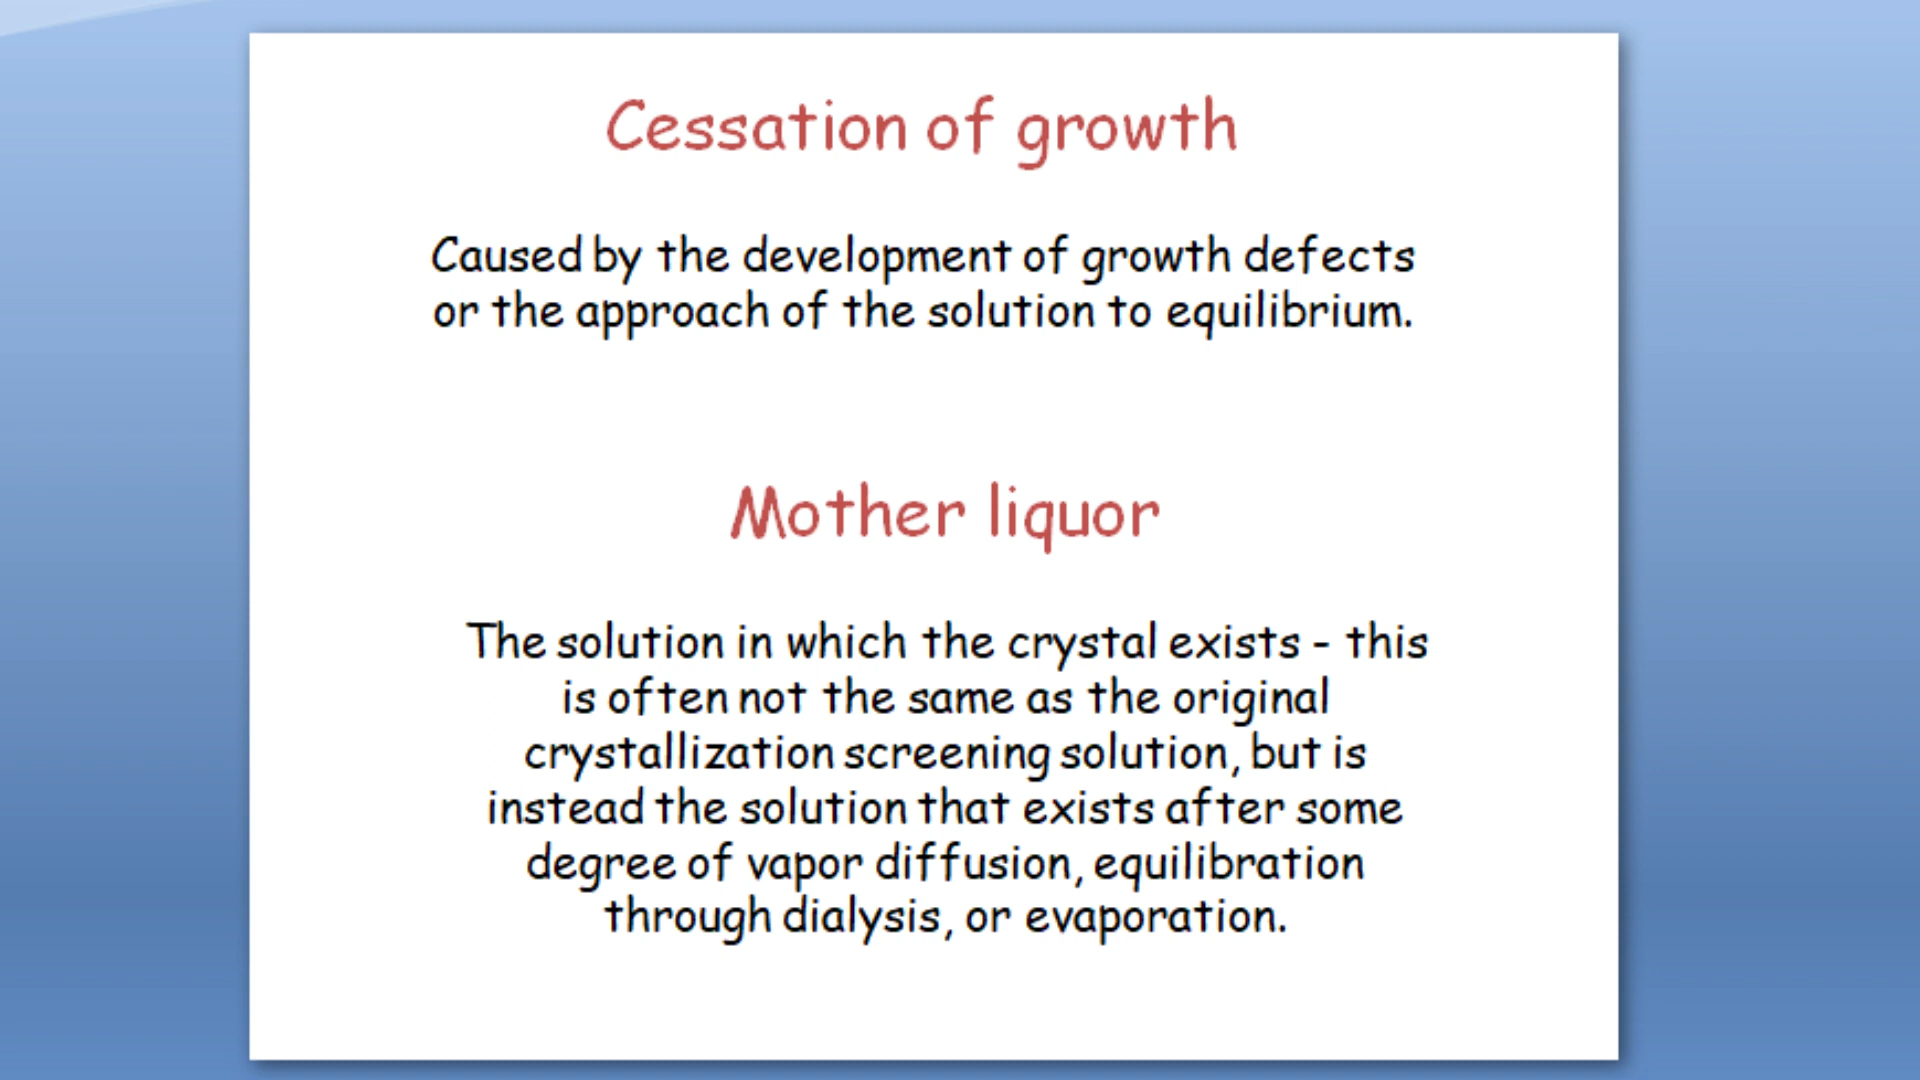 Cessation of growth
Caused by the development of growth defects
or the approach of the solution to equilibrium.
Mother liquor
The solution in which the crystal exists - this
is often not the same as the original
crystallization screening solution, but is
instead the solution that exists after some
degree of vapor diffusion, equilibration
through dialysis, or evaporation.